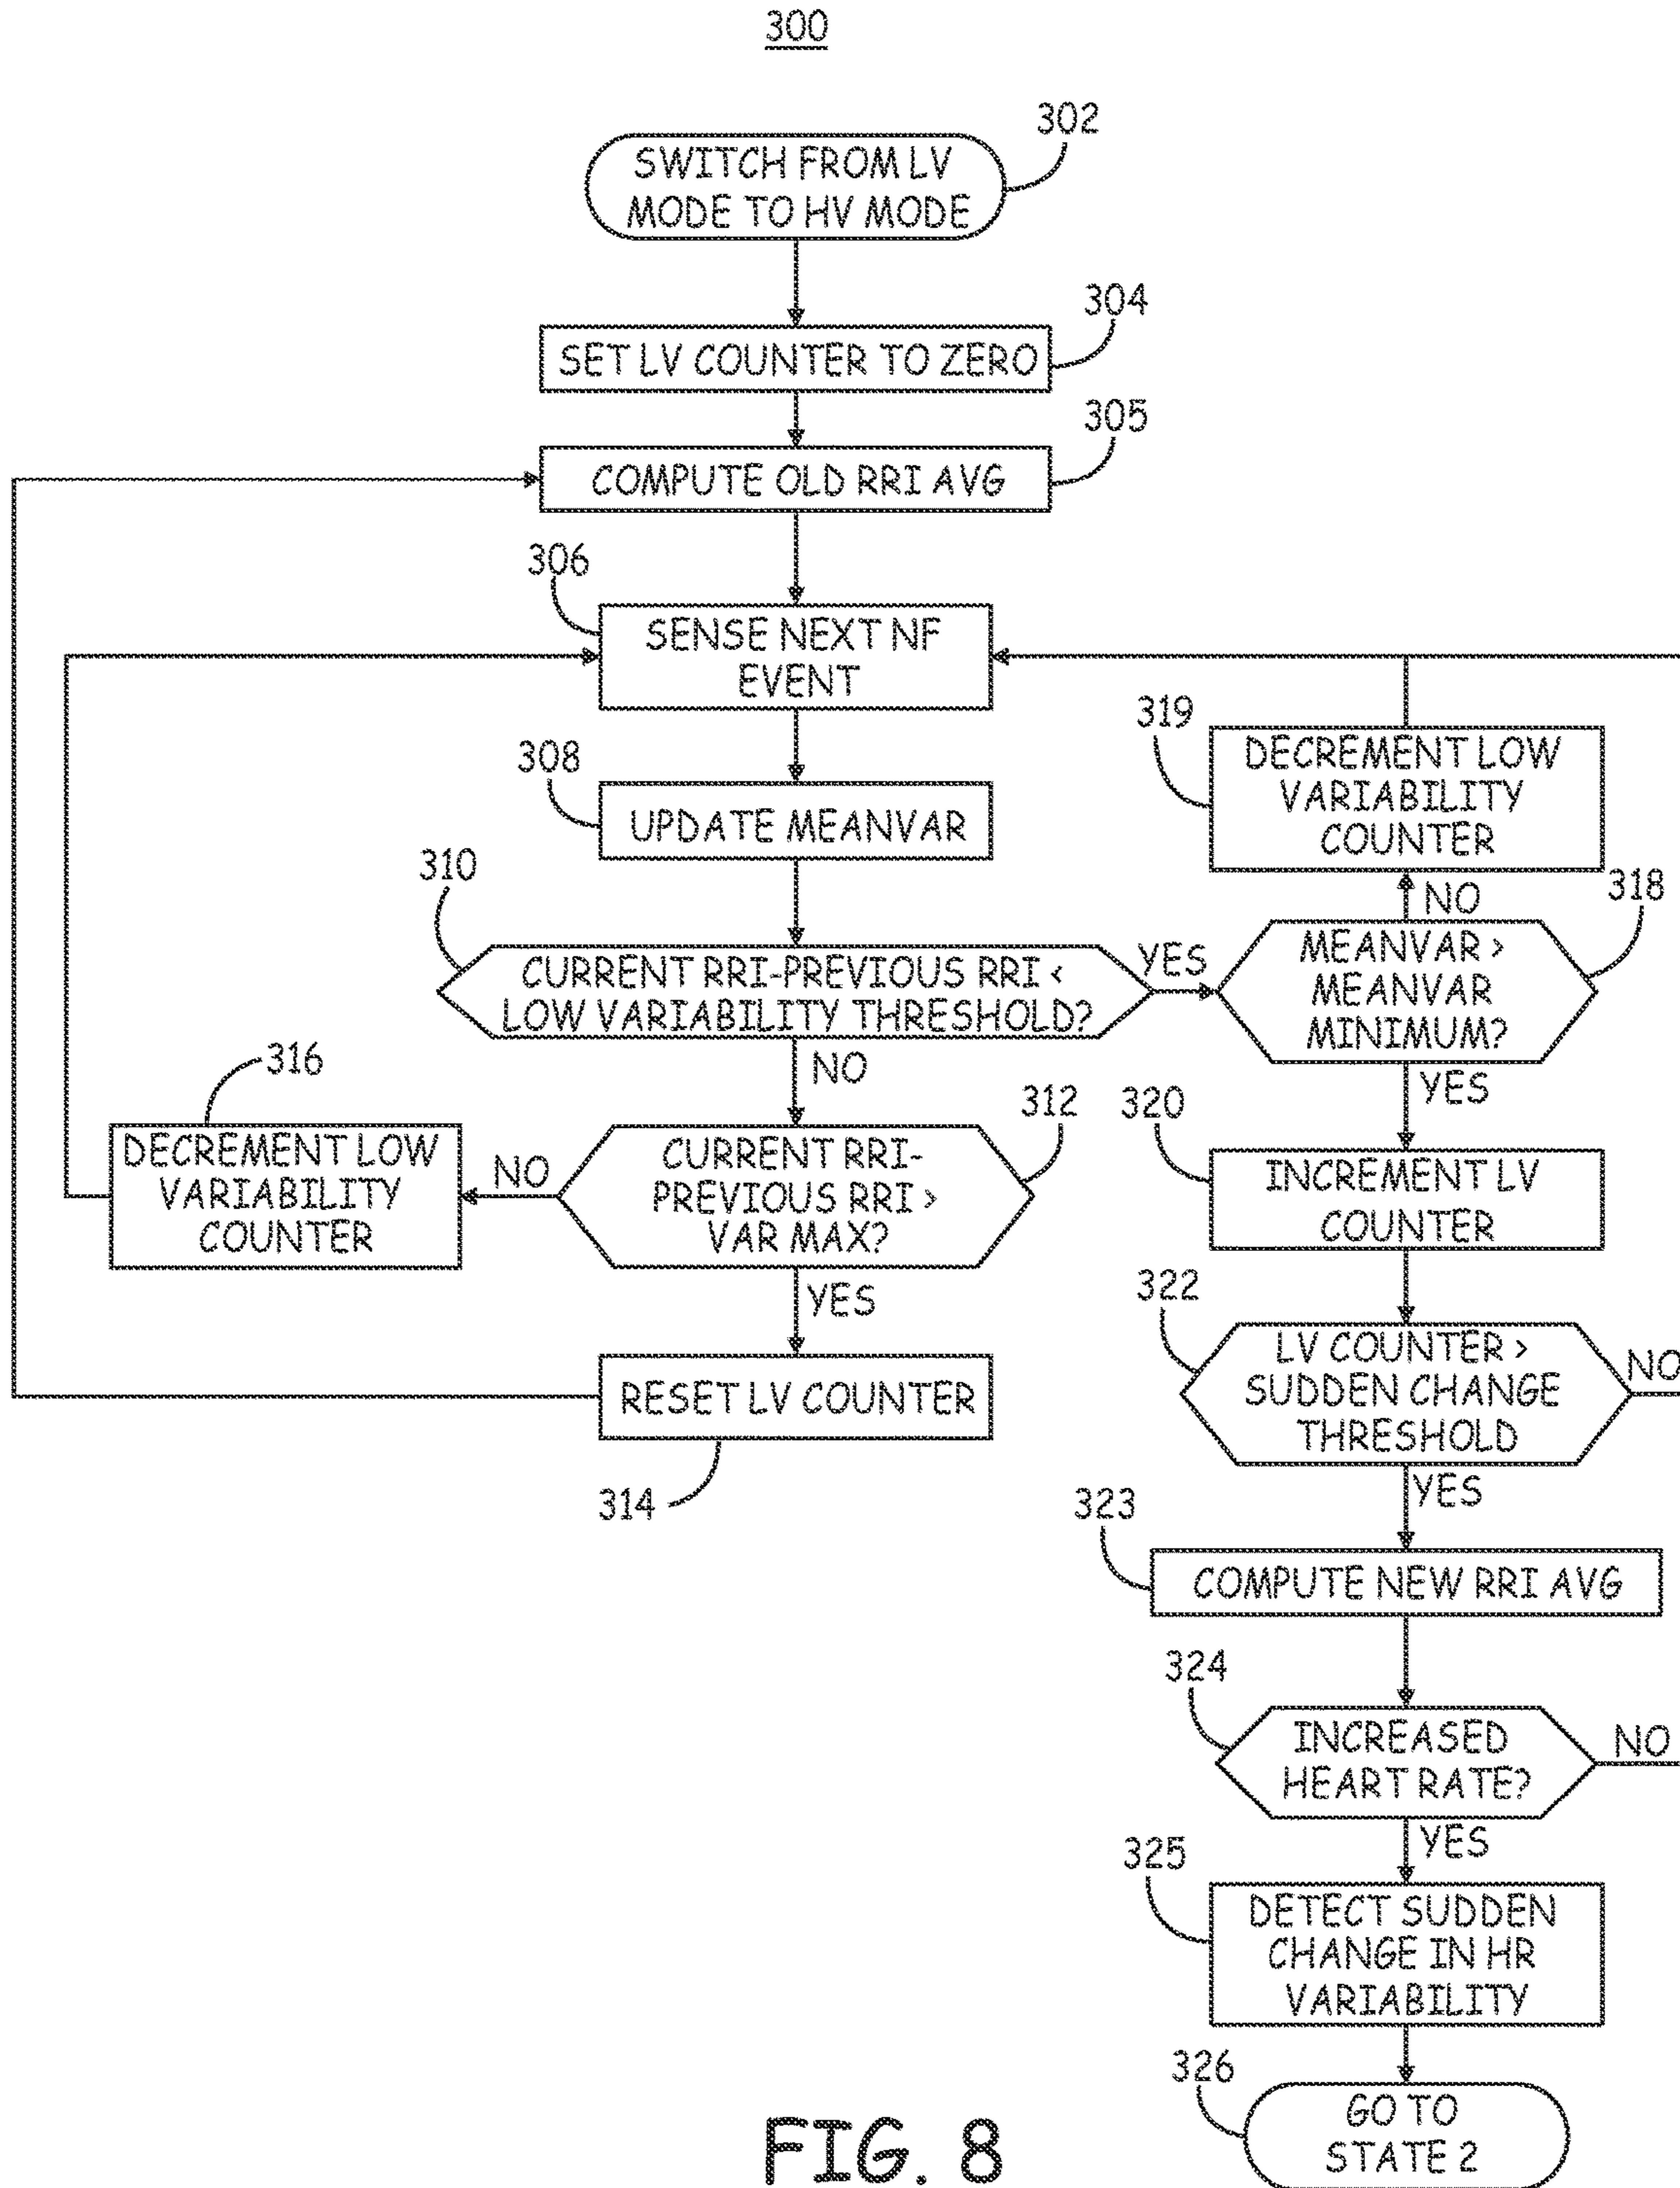 300
302
SWITCH FROM LV
MODE TO HV MODE
304
SET LV COUNTER TO ZERO
305
COMPUTE OLD RRI AVG
306
SENSE NEXT NF
EVENT
308
UPDATE MEANVAR
310
CURRENT RRI-PREVIOUS RRI <
LOW VARIABILITY THRESHOLD?
YES
NO
312
CURRENT RRI-
PREVIOUS RRI >
VAR MAX?
NO
316
DECREMENT LOW
VARIABILITY
COUNTER
YES
RESET LV COUNTER
314
319
DECREMENT LOW
VARIABILITY
COUNTER
NO
318
MEANVAR >
MEANVAR
MINIMUM?
YES
320
INCREMENT LV
COUNTER
322
LV COUNTER >
SUDDEN CHANGE
THRESHOLD
NO
YES
323
COMPUTE NEW RRI AVG
324
INCREASED
HEART RATE?
NO
YES
325
DETECT SUDDEN
CHANGE IN HR
VARIABILITY
326
GO TO
STATE 2
FIG. 8